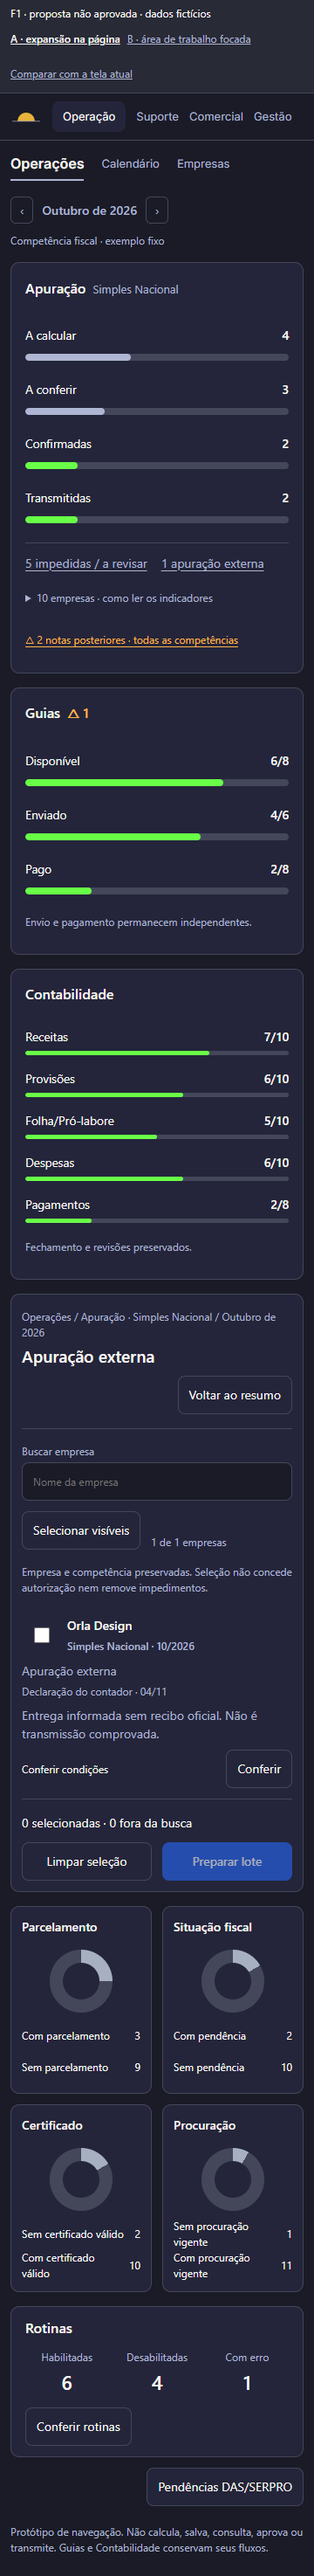 F1 · proposta não aprovada · dados fictícios
A · expansão na página B · área de trabalho focada
Comparar com a tela atual
Operação Suporte Comercial Gestão
Operações Calendário Empresas
‹ Outubro de 2026 ›
Competência fiscal · exemplo fixo
Apuração Simples Nacional
A calcular 4
A conferir 3
Confirmadas 2
Transmitidas 2
5 impedidas / a revisar 1 apuração externa
▶ 10 empresas · como ler os indicadores
△ 2 notas posteriores · todas as competências
Guias △ 1
Disponível 6/8
Enviado 4/6
Pago 2/8
Envio e pagamento permanecem independentes.
Contabilidade
Receitas 7/10
Provisões 6/10
Folha/Pró-labore 5/10
Despesas 6/10
Pagamentos 2/8
Fechamento e revisões preservados.
Operações / Apuração · Simples Nacional / Outubro de
2026
Apuração externa
Voltar ao resumo
Buscar empresa
Nome da empresa
Selecionar visíveis 1 de 1 empresas
Empresa e competência preservadas. Seleção não concede
autorização nem remove impedimentos.
Orla Design
Simples Nacional · 10/2026
Apuração externa
Declaração do contador · 04/11
Entrega informada sem recibo oficial. Não é
transmissão comprovada.
Conferir condições Conferir
0 selecionadas · 0 fora da busca
Limpar seleção Preparar lote
Parcelamento
Com parcelamento 3
Sem parcelamento 9
Situação fiscal
Com pendência 2
Sem pendência 10
Certificado
Sem certificado válido 2
Com certificado
válido 10
Procuração
Sem procuração
vigente 1
Com procuração
vigente 11
Rotinas
Habilitadas Desabilitadas Com erro
6 4 1
Conferir rotinas
Pendências DAS/SERPRO
Protótipo de navegação. Não calcula, salva, consulta, aprova ou
transmite. Guias e Contabilidade conservam seus fluxos.